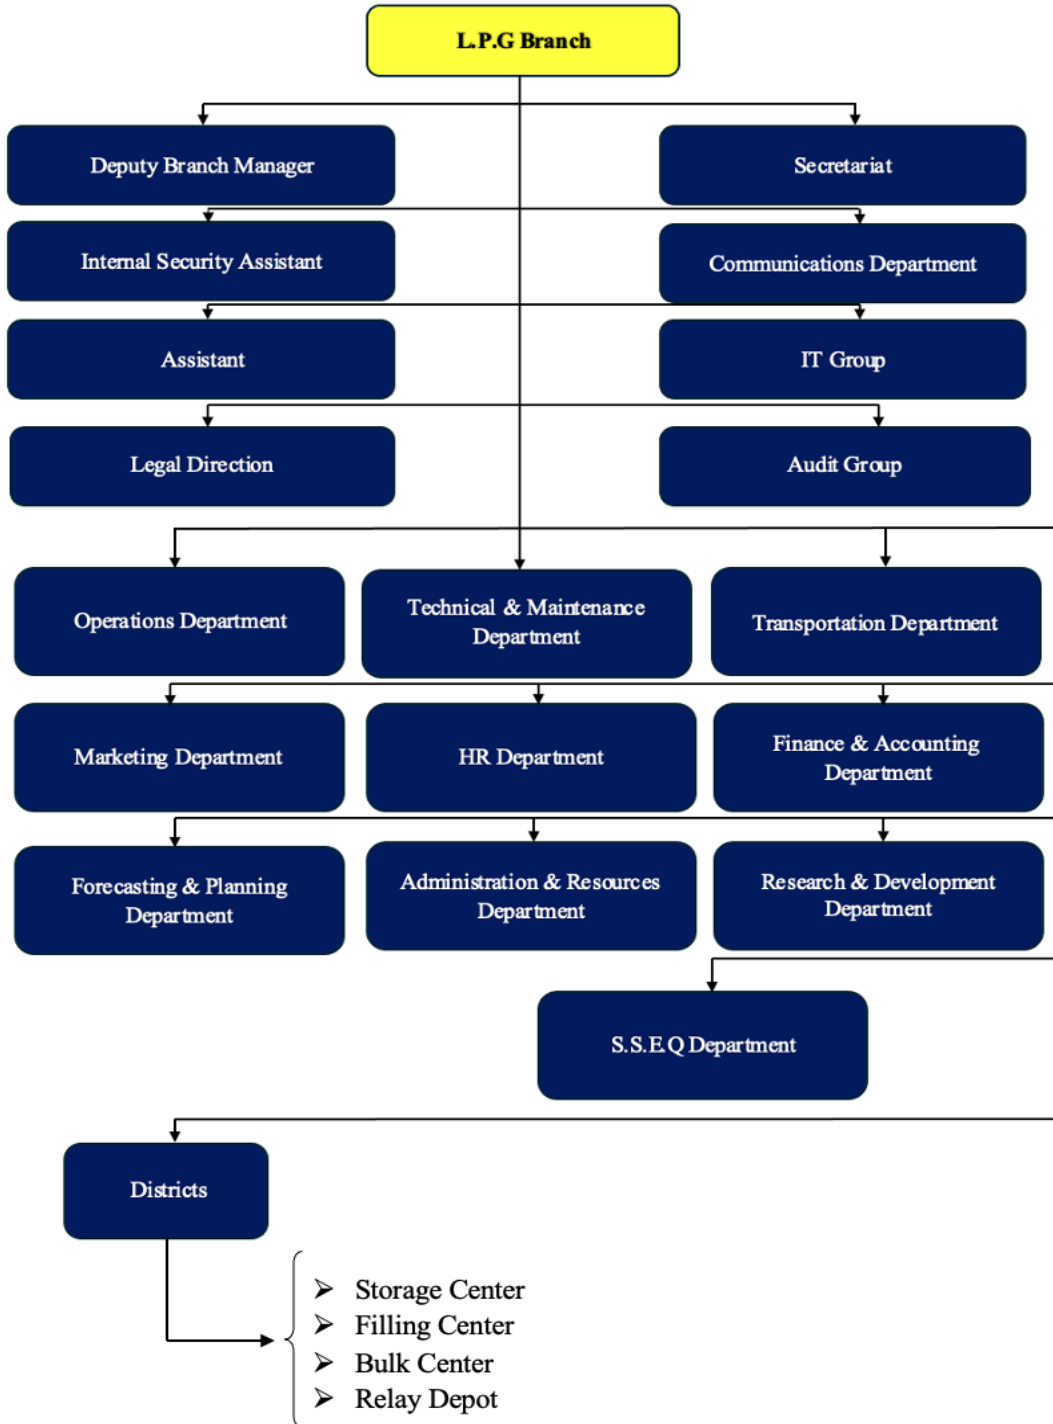 L.P.G Branch
Deputy Branch Manager
Secretariat
Internal Security Assistant
Communications Department
Assistant
IT Group
Legal Direction
Audit Group
Operations Department
Technical & Maintenance
Department
Transportation Department
Marketing Department
HR Department
Finance & Accounting
Department
Forecasting & Planning
Department
Administration & Resources
Department
Research & Development
Department
S.S.E.Q Department
Districts
➢ Storage Center
➢ Filling Center
➢ Bulk Center
➢ Relay Depot